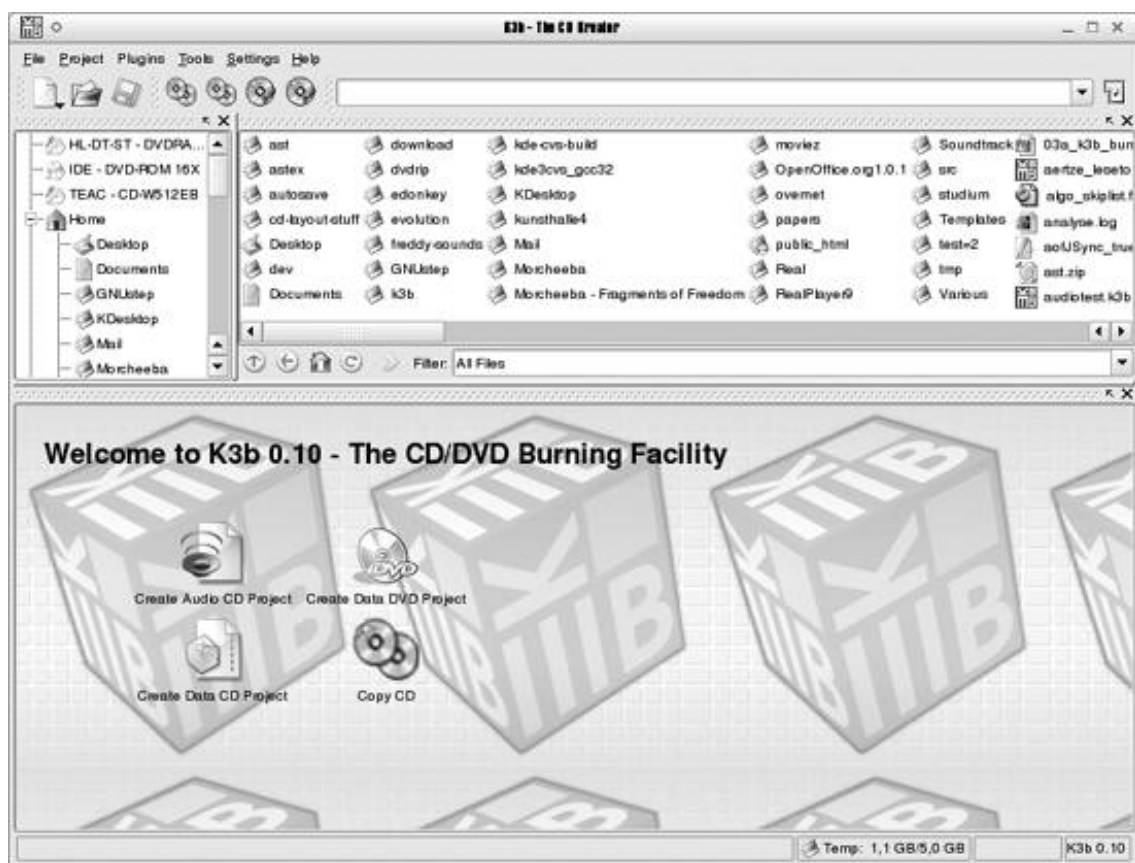 K3b - The CD Kreator
File Project Plugins Tools Settings Help
HL-DT-ST - DVDRA...
IDE - DVD-ROM 16X
TEAC - CD-W512EB
Home
Desktop
Documents
GNUstep
KDesktop
Mail
Morcheeba
ast download kde-cvs-build moviez Soundtrack 03a_k3b_burn
astex dvdrip kde3cvs_gcc32 OpenOffice.org1.0.1 src aertze_leseto
autosave edonkey KDesktop overnet studium algo_skiplist.f
cd-layout-stuff evolution kunsthalle4 papers Templates analyse.log
Desktop freddy-sounds Mail public_html test=2
dev GNUstep Morcheeba Real tmp ast.zip
Documents k3b Morcheeba - Fragments of Freedom RealPlayer9 Various audiotest.k3b
Filter: All Files
Welcome to K3b 0.10 - The CD/DVD Burning Facility
Create Audio CD Project Create Data DVD Project
Create Data CD Project Copy CD
Temp: 1,1 GB/5,0 GB K3b 0.10